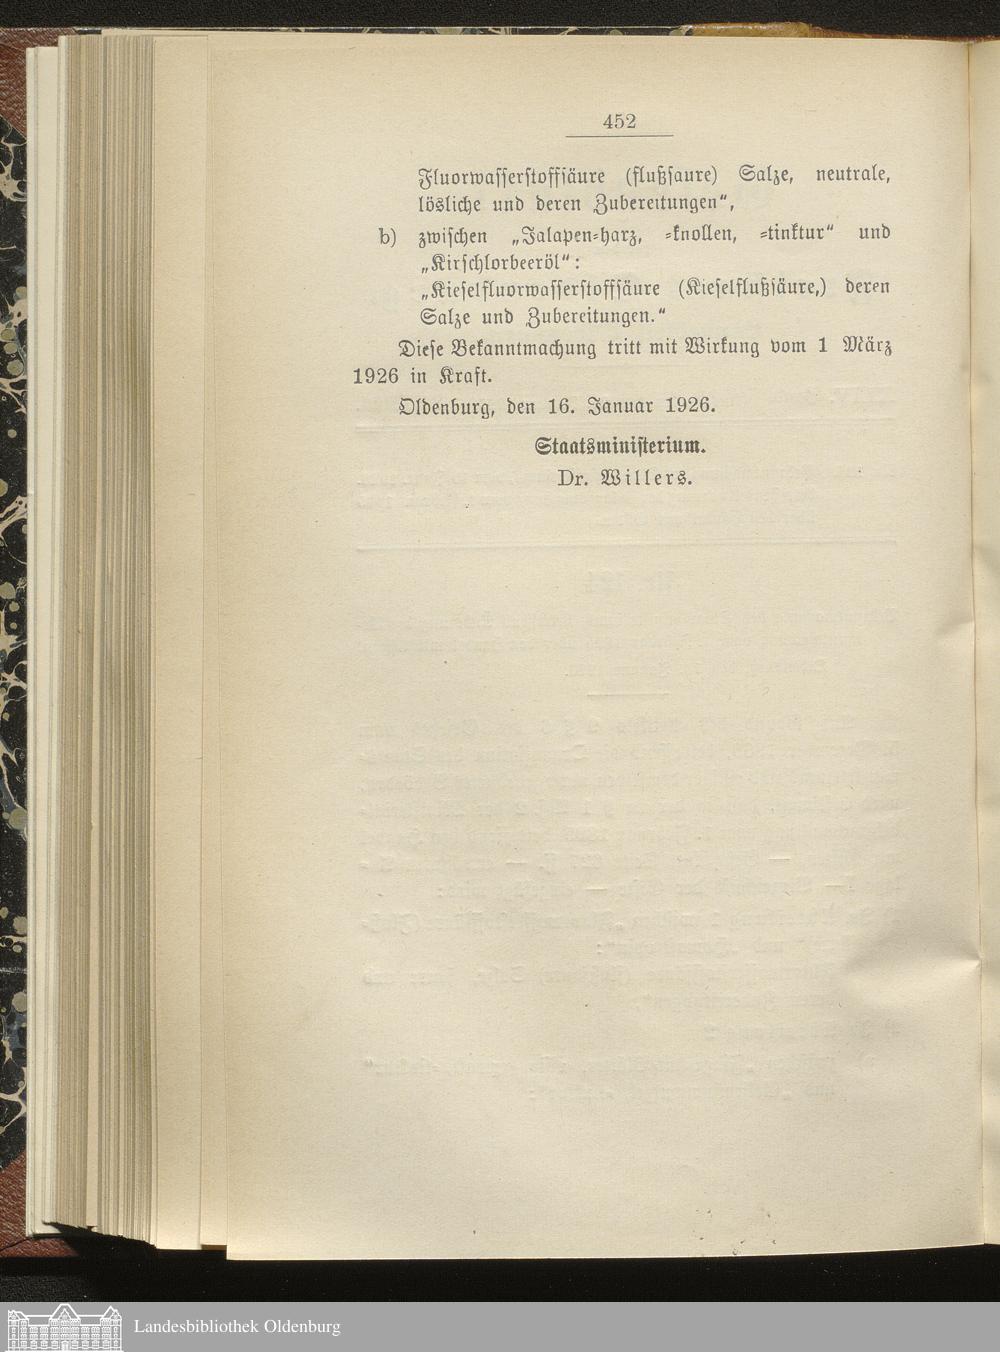 452
Fluorwasserstoffsäure (flußsaure) Salze, neutrale,
lösliche und deren Zubereitungen“,
b) zwischen „Jalapen-harz, -knollen, -tinktur“ und
„Kirschlorbeeröl“:
„Kieselfluorwasserstoffsäure (Kieselflußsäure,) deren
Salze und Zubereitungen.“
Diese Bekanntmachung tritt mit Wirkung vom 1 März
1926 in Kraft.
Oldenburg, den 16. Januar 1926.
Staatsministerium.
Dr. Willers.
Landesbibliothek Oldenburg